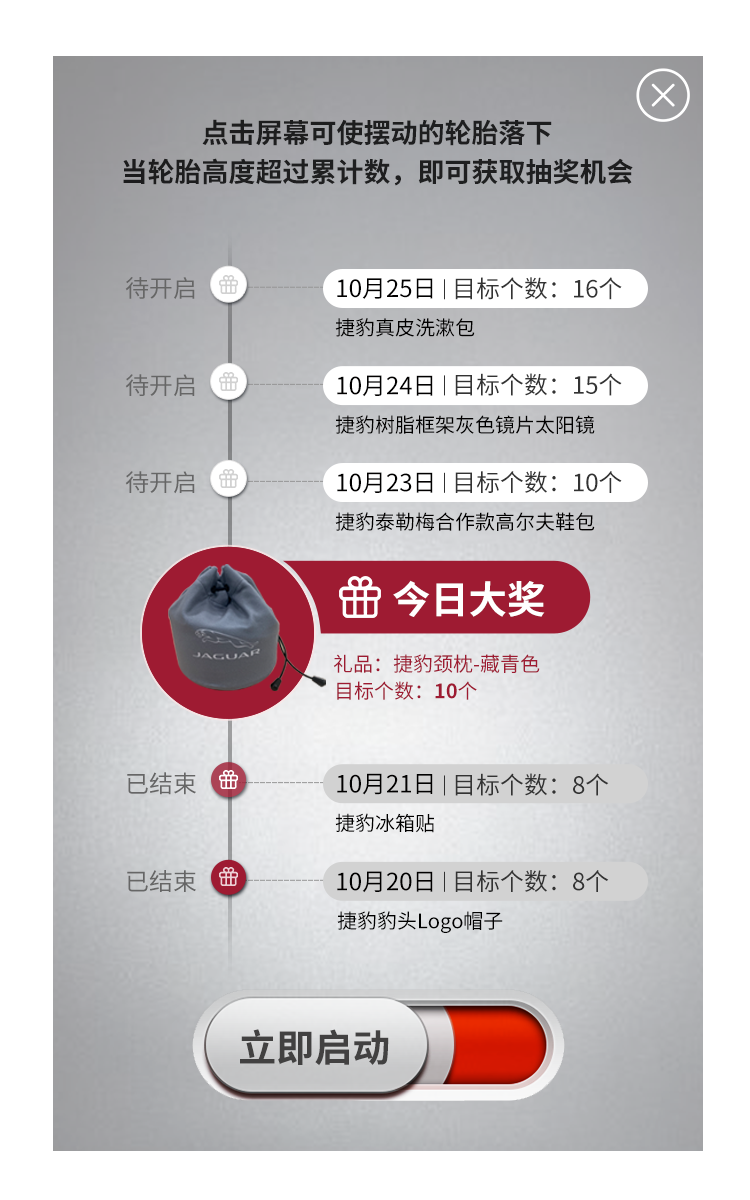 点击屏幕可使摆动的轮胎落下
当轮胎高度超过累计数，即可获取抽奖机会
待开启
10月25日 | 目标个数：16个
捷豹真皮洗漱包
待开启
10月24日 | 目标个数：15个
捷豹树脂框架灰色镜片太阳镜
待开启
10月23日 | 目标个数：10个
捷豹泰勒梅合作款高尔夫鞋包
今日大奖
JAGUAR
礼品：捷豹颈枕-藏青色
目标个数：10个
已结束
10月21日 | 目标个数：8个
捷豹冰箱贴
已结束
10月20日 | 目标个数：8个
捷豹豹头Logo帽子
立即启动